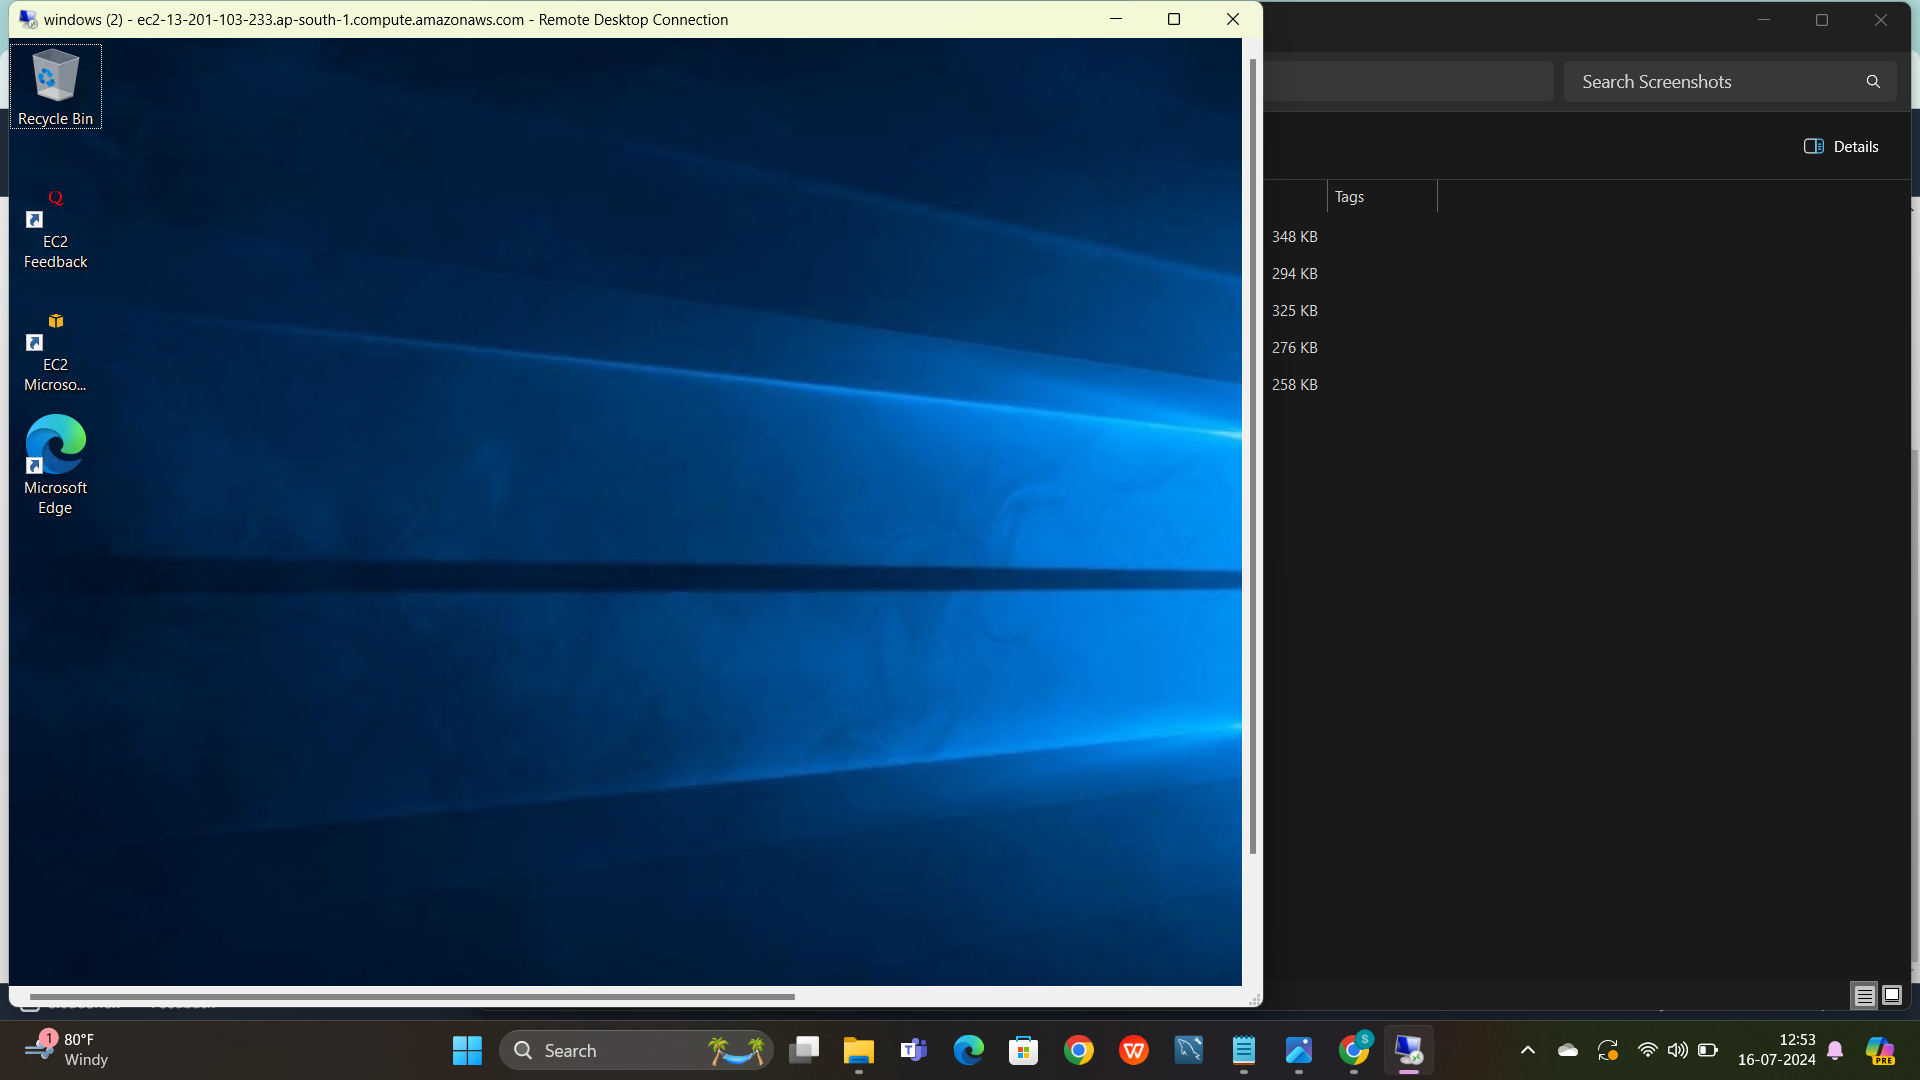 windows (2) - ec2-13-201-103-233.ap-south-1.compute.amazonaws.com - Remote Desktop Connection
Search Screenshots
Recycle Bin
Details
Tags
EC2
Feedback
348 KB
294 KB
325 KB
276 KB
258 KB
EC2
Microso...
Microsoft
Edge
1
80°F
Windy
Search
S
PRE
12:53
16-07-2024